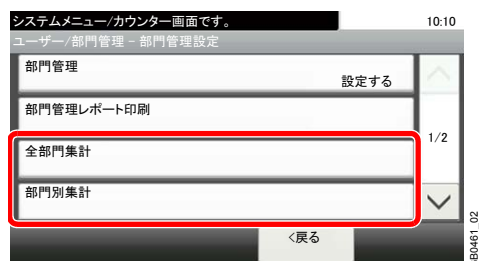 システムメニュー/カウンター画面です。
10:10
ユーザー/部門管理 - 部門管理設定
部門管理
設定する
部門管理レポート印刷
1/2
全部門集計
部門別集計
<戻る
B0461_02